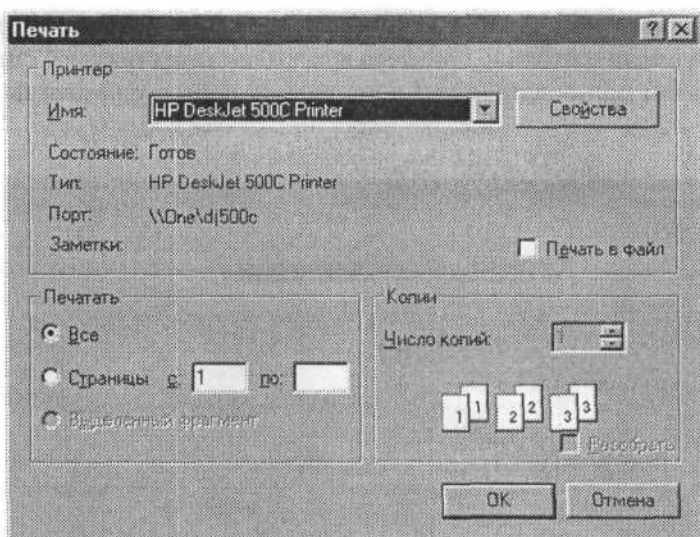 Печать
Принтер
Имя: HP DeskJet 500C Printer Свойства
Состояние: Готов
Тип: HP DeskJet 500C Printer
Порт: \\One\dj500c
Заметки:
Печать в файл
Печатать
Все
Страницы с: 1 по:
Выделенный фрагмент
Копии
Число копий: 1
1 1 2 2 3 3
Разобрать
OK Отмена